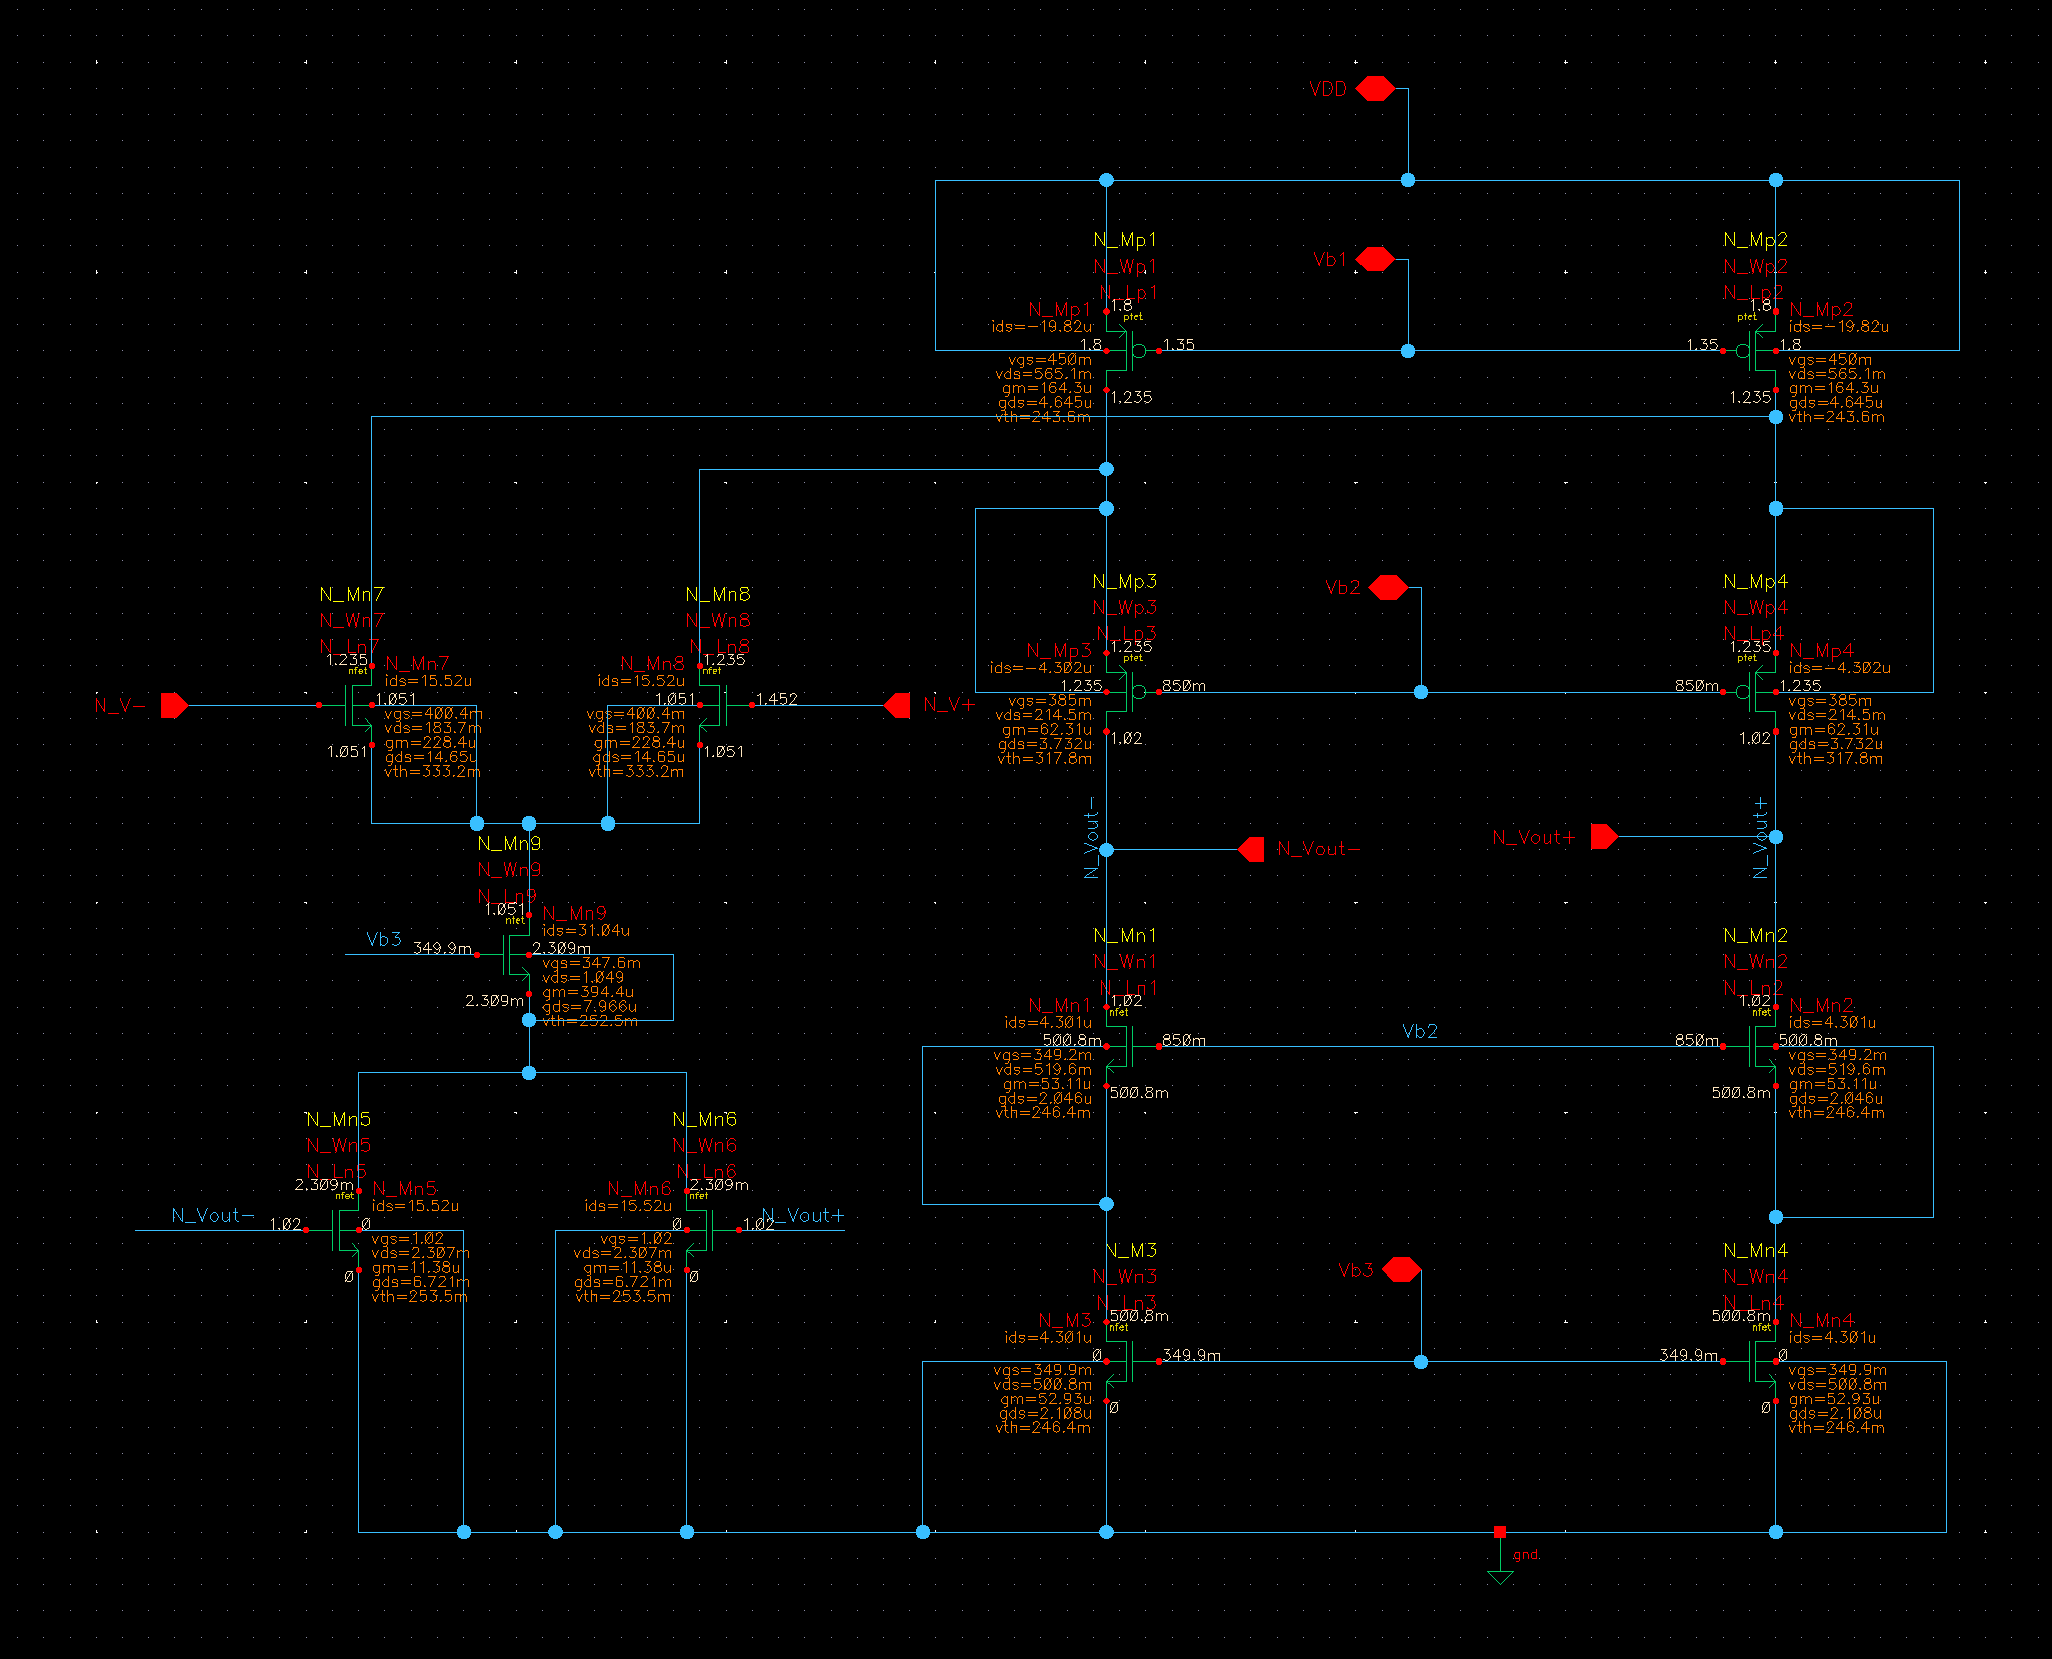 VDD
Vb1
N_Mp1
N_Wp1
N_Lp1
1.8
pfet
N_Mp1
ids=-19.82u
1.8
1.35
vgs=450m
vds=565.1m
gm=164.3u
gds=4.645u
vth=243.6m
1.235
N_Mp2
N_Wp2
N_Lp2
1.8
pfet
N_Mp2
ids=-19.82u
1.35
1.8
vgs=450m
vds=565.1m
gm=164.3u
gds=4.645u
vth=243.6m
1.235
N_Mn7
N_Wn7
N_Ln7
1.235
nfet
N_Mn7
ids=15.52u
N_V-
1.051
vgs=400.4m
vds=183.7m
gm=228.4u
gds=14.65u
vth=333.2m
1.051
N_Mn8
N_Wn8
N_Ln8
1.235
nfet
N_Mn8
ids=15.52u
1.051
1.452
N_V+
vgs=400.4m
vds=183.7m
gm=228.4u
gds=14.65u
vth=333.2m
1.051
N_Mp3
N_Wp3
N_Lp3
1.235
pfet
N_Mp3
ids=-4.302u
1.235
850m
vgs=385m
vds=214.5m
gm=62.31u
gds=3.732u
vth=317.8m
1.02
Vb2
N_Mp4
N_Wp4
N_Lp4
1.235
pfet
N_Mp4
ids=-4.302u
850m
1.235
vgs=385m
vds=214.5m
gm=62.31u
gds=3.732u
vth=317.8m
1.02
N_Vout-
N_Vout-
N_Vout+
N_Vout+
N_Mn9
N_Wn9
N_Ln9
1.051
nfet
N_Mn9
ids=31.04u
Vb3
349.9m
2.309m
vgs=347.6m
vds=1.049
gm=394.4u
gds=7.966u
vth=252.5m
2.309m
N_Mn1
N_Wn1
N_Ln1
1.02
nfet
N_Mn1
ids=4.301u
500.8m
850m
vgs=349.2m
vds=519.6m
gm=53.11u
gds=2.046u
vth=246.4m
500.8m
Vb2
N_Mn2
N_Wn2
N_Ln2
1.02
nfet
N_Mn2
ids=4.301u
850m
500.8m
vgs=349.2m
vds=519.6m
gm=53.11u
gds=2.046u
vth=246.4m
500.8m
N_Mn5
N_Wn5
N_Ln5
2.309m
nfet
N_Mn5
ids=15.52u
N_Vout-
1.02
0
vgs=1.02
vds=2.307m
gm=11.38u
gds=6.721m
vth=253.5m
0
N_Mn6
N_Wn6
N_Ln6
2.309m
nfet
N_Mn6
ids=15.52u
0
1.02
N_Vout+
vgs=1.02
vds=2.307m
gm=11.38u
gds=6.721m
vth=253.5m
0
N_M3
N_Wn3
N_Ln3
500.8m
nfet
N_M3
ids=4.301u
0
349.9m
vgs=349.9m
vds=500.8m
gm=52.93u
gds=2.108u
vth=246.4m
0
Vb3
N_Mn4
N_Wn4
N_Ln4
500.8m
nfet
N_Mn4
ids=4.301u
349.9m
0
vgs=349.9m
vds=500.8m
gm=52.93u
gds=2.108u
vth=246.4m
0
gnd